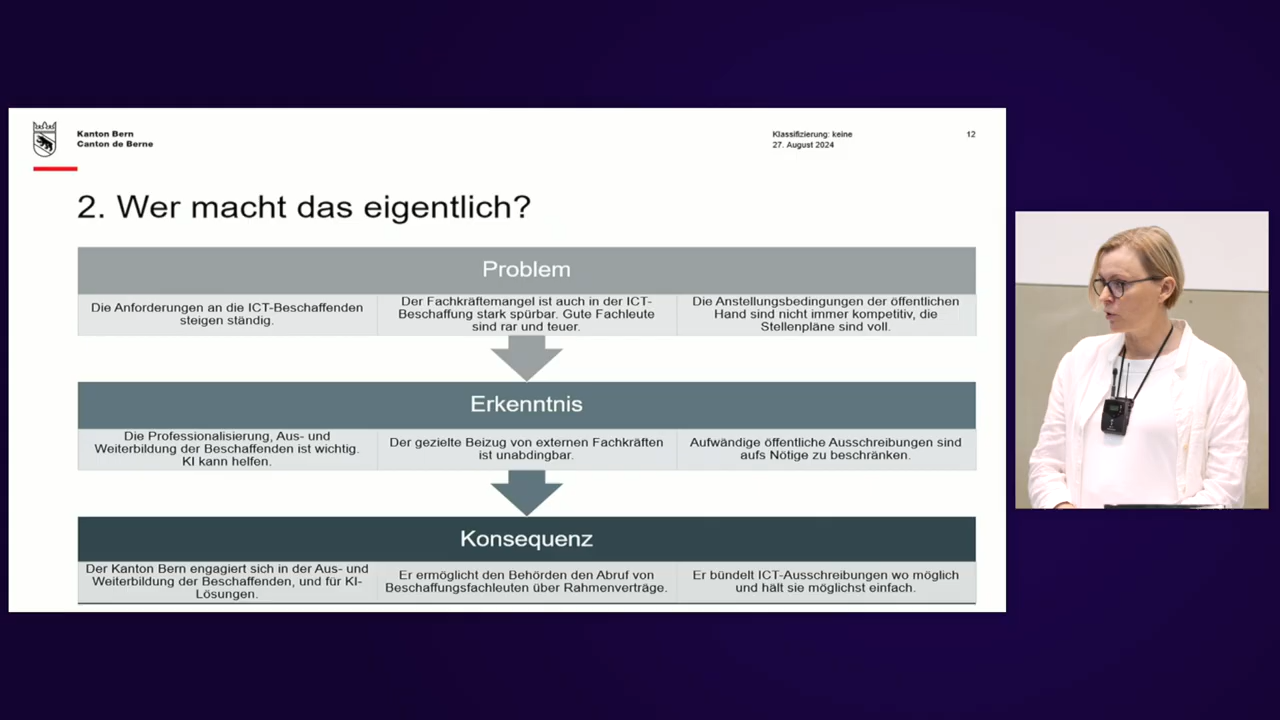 Kanton Bern
Canton de Berne
Klassifizierung: keine
27. August 2024
12
2. Wer macht das eigentlich?
Problem
Die Anforderungen an die ICT-Beschaffenden
steigen ständig.
Der Fachkräftemangel ist auch in der ICT-
Beschaffung stark spürbar. Gute Fachleute
sind rar und teuer.
Die Anstellungsbedingungen der öffentlichen
Hand sind nicht immer kompetitiv, die
Stellenpläne sind voll.
Erkenntnis
Die Professionalisierung, Aus- und
Weiterbildung der Beschaffenden ist wichtig.
KI kann helfen.
Der gezielte Beizug von externen Fachkräften
ist unabdingbar.
Aufwändige öffentliche Ausschreibungen sind
aufs Nötige zu beschränken.
Konsequenz
Der Kanton Bern engagiert sich in der Aus- und
Weiterbildung der Beschaffenden, und für KI-
Lösungen.
Er ermöglicht den Behörden den Abruf von
Beschaffungsfachleuten über Rahmenverträge.
Er bündelt ICT-Ausschreibungen wo möglich
und hält sie möglichst einfach.